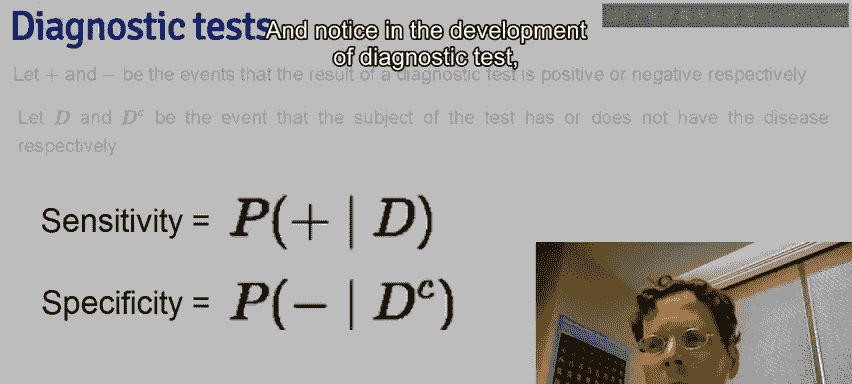 Diagnostic tests
And notice in the development
of diagnostic test,
Let + and − be the events that the result of a diagnostic test is positive or negative respectively
Let D and Dᶜ be the event that the subject of the test has or does not have the disease
respectively
Sensitivity = P(+ | D)
Specificity = P(− | Dᶜ)